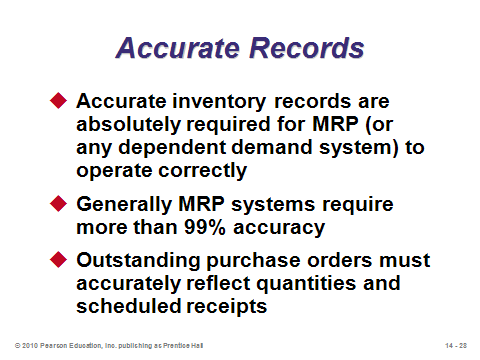 Accurate Records
Accurate inventory records are
absolutely required for MRP (or
any dependent demand system) to
operate correctly
Generally MRP systems require
more than 99% accuracy
Outstanding purchase orders must
accurately reflect quantities and
scheduled receipts
© 2010 Pearson Education, Inc. publishing as Prentice Hall
14 - 28